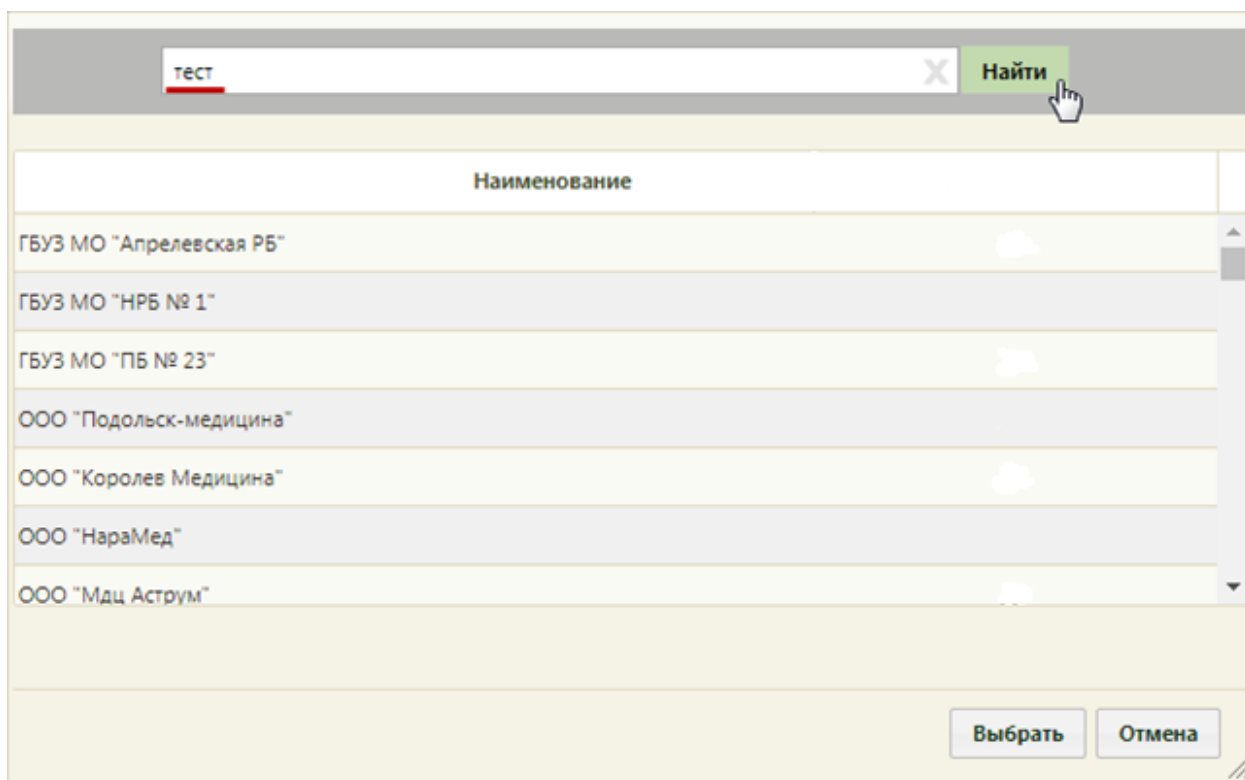 тест
Найти
Наименование
ГБУЗ МО "Апрелевская РБ"
ГБУЗ МО "НРБ № 1"
ГБУЗ МО "ПБ № 23"
ООО "Подольск-медицина"
ООО "Королев Медицина"
ООО "НараМед"
ООО "Мдц Аструм"
Выбрать Отмена